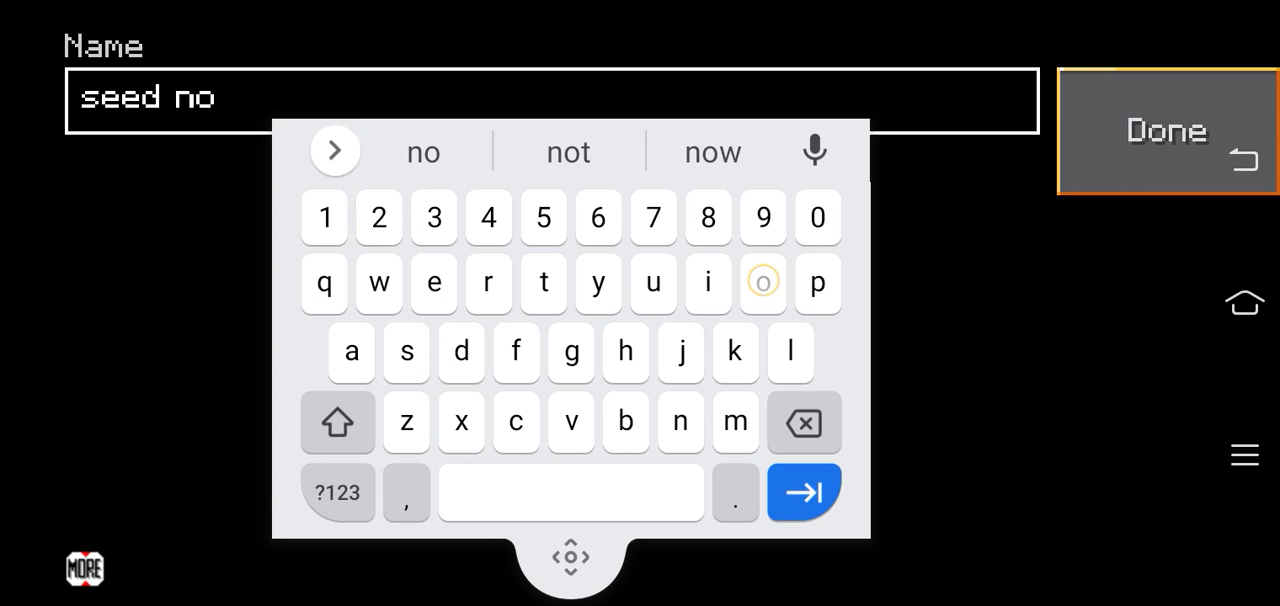 Name
seed no
Done
no not now
1 2 3 4 5 6 7 8 9 0
q w e r t y u i o p
a s d f g h j k l
z x c v b n m
?123 , .
MORE